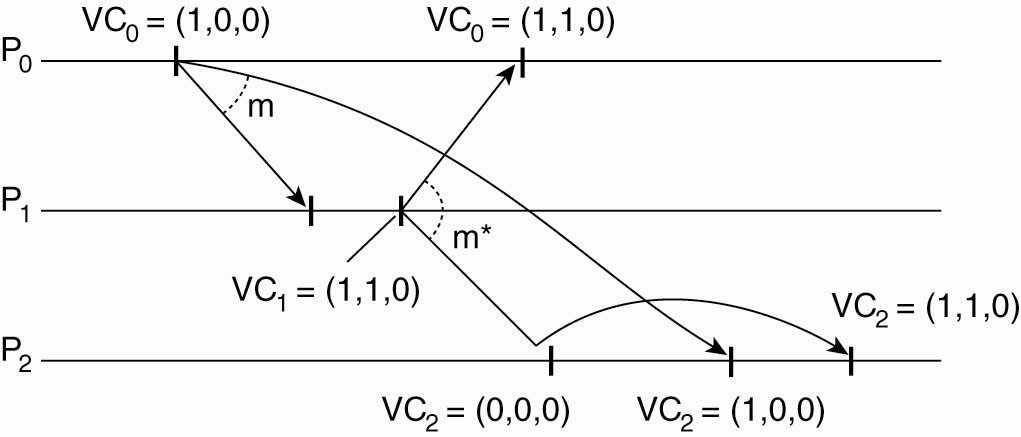 VC₀ = (1,0,0)
VC₀ = (1,1,0)
P₀
m
P₁
m*
VC₁ = (1,1,0)
VC₂ = (1,1,0)
P₂
VC₂ = (0,0,0)
VC₂ = (1,0,0)